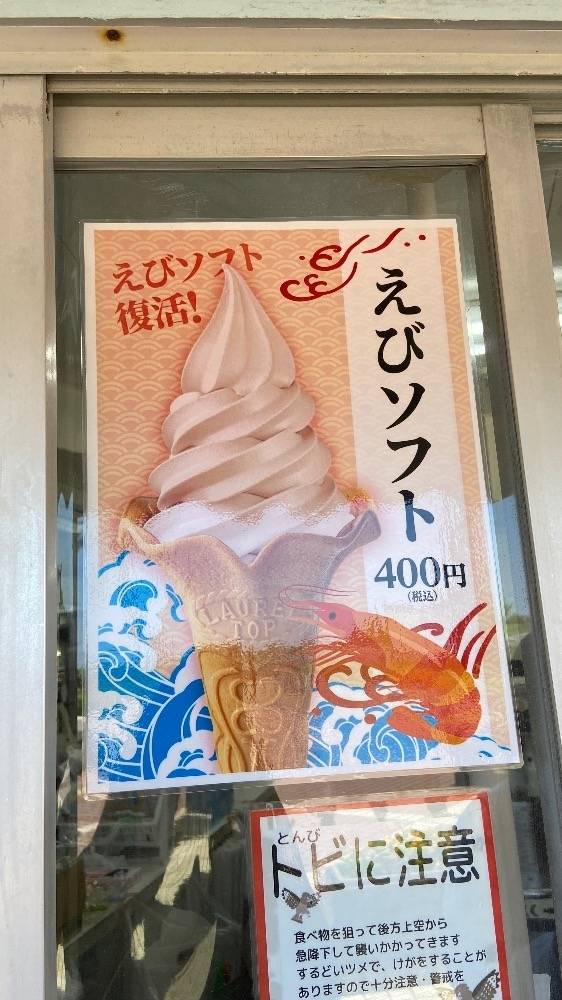 えびソフト
復活!
えびソフト
400円
(税込)
LAUREL
TOP
とんび
トビに注意
食べ物を狙って後方上空から
急降下して襲いかかってきます
するどいツメで、けがをすることが
ありますので十分注意・警戒を